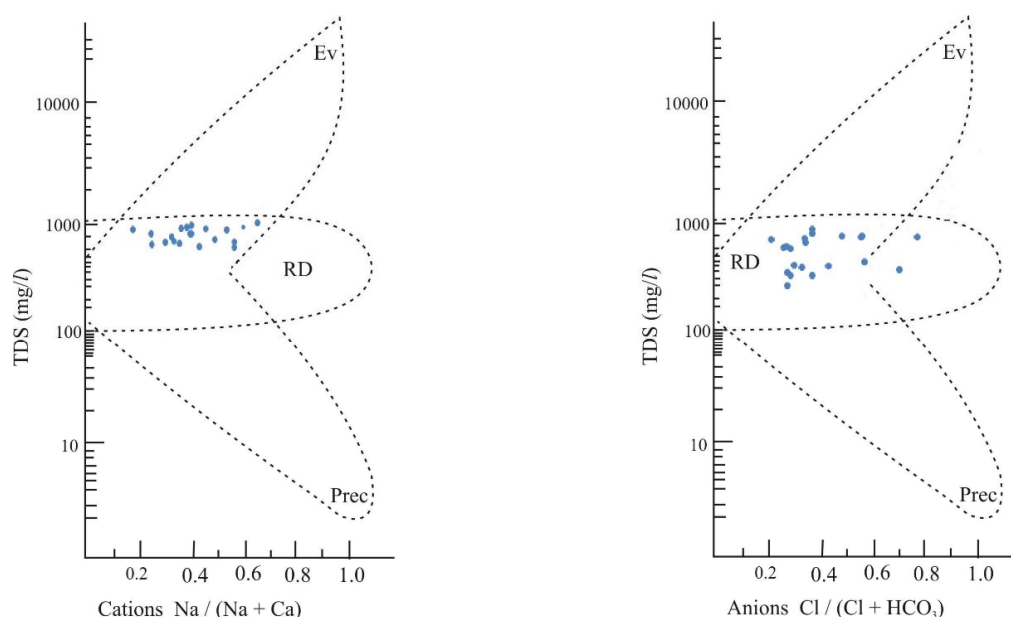 Ev
10000
1000
RD
100
TDS (mg/l)
10
Prec
0.2 0.4 0.6 0.8 1.0
Cations Na / (Na + Ca)
Ev
10000
1000
RD
100
TDS (mg/l)
10
Prec
0.2 0.4 0.6 0.8 1.0
Anions Cl / (Cl + HCO₃)